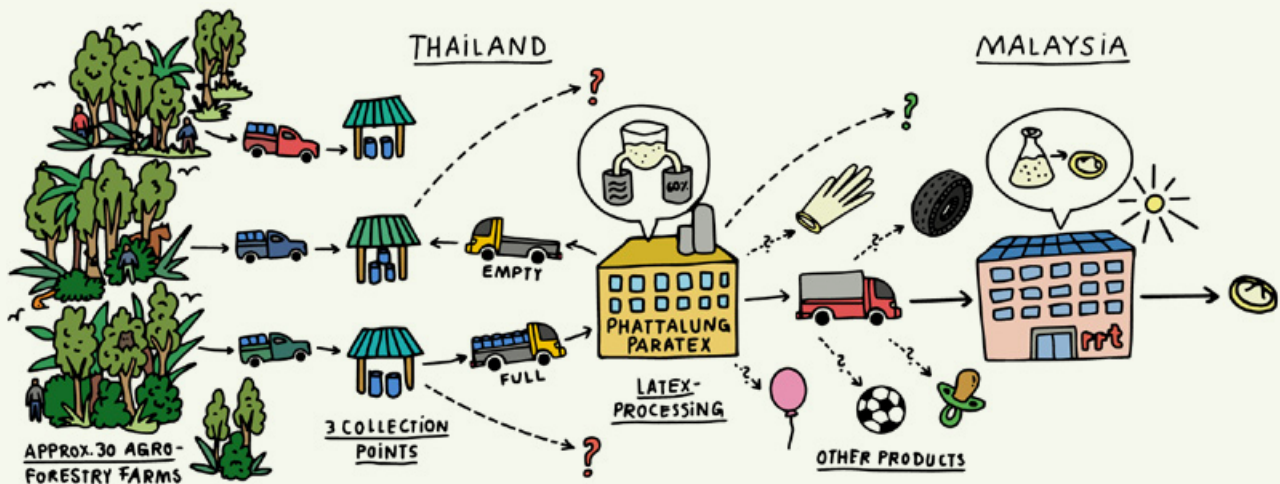 THAILAND
MALAYSIA
?
?
60%
EMPTY
?
?
PHATTALUNG
PARATEX
rrt
FULL
?
?
?
LATEX-
PROCESSING
3 COLLECTION
POINTS
APPROX. 30 AGRO-
FORESTRY FARMS
?
OTHER PRODUCTS